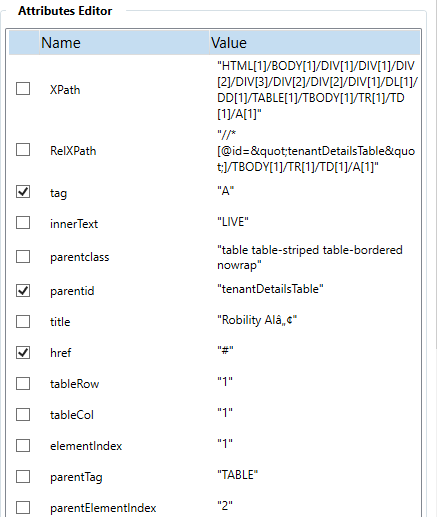 Attributes Editor
Name Value
XPath "HTML[1]/BODY[1]/DIV[1]/DIV[1]/DIV
[2]/DIV[3]/DIV[2]/DIV[2]/DIV[1]/DL[1]/
DD[1]/TABLE[1]/TBODY[1]/TR[1]/TD
[1]/A[1]"
RelXPath "//*
[@id=&quot;tenantDetailsTable&quot
;]/TBODY[1]/TR[1]/TD[1]/A[1]"
tag "A"
innerText "LIVE"
parentclass "table table-striped table-bordered
nowrap"
parentid "tenantDetailsTable"
title "Robility AIâ„¢"
href "#"
tableRow "1"
tableCol "1"
elementIndex "1"
parentTag "TABLE"
parentElementIndex "2"